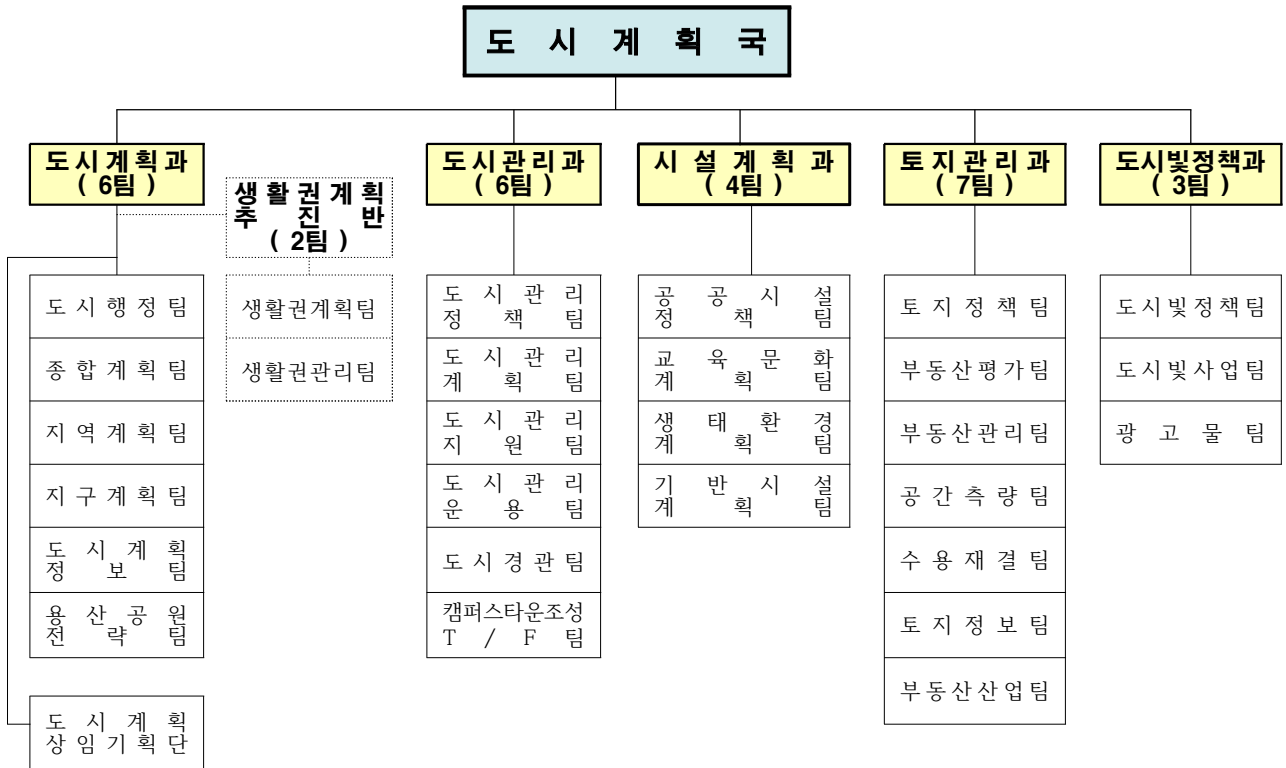 도 시 계 획 국
도시계획과
( 6팀 )
생활권계획
추 진 반
( 2팀 )
도시관리과
( 6팀 )
시 설 계 획 과
( 4팀 )
토지관리과
( 7팀 )
도시빛정책과
( 3팀 )
도시행정팀
종합계획팀
지역계획팀
지구계획팀
도 시 계 획
정 보 팀
용 산 공 원
전 략 팀
도 시 계 획
상임기획단
생활권계획팀
생활권관리팀
도 시 관 리
정 책 팀
도 시 관 리
계 획 팀
도 시 관 리
지 원 팀
도 시 관 리
운 용 팀
도시경관팀
캠퍼스타운조성
T / F 팀
공 공 시 설
정 책 팀
교 육 문 화
계 획 팀
생 태 환 경
계 획 팀
기 반 시 설
계 획 팀
토지정책팀
부동산평가팀
부동산관리팀
공간측량팀
수용재결팀
토지정보팀
부동산산업팀
도시빛정책팀
도시빛사업팀
광 고 물 팀